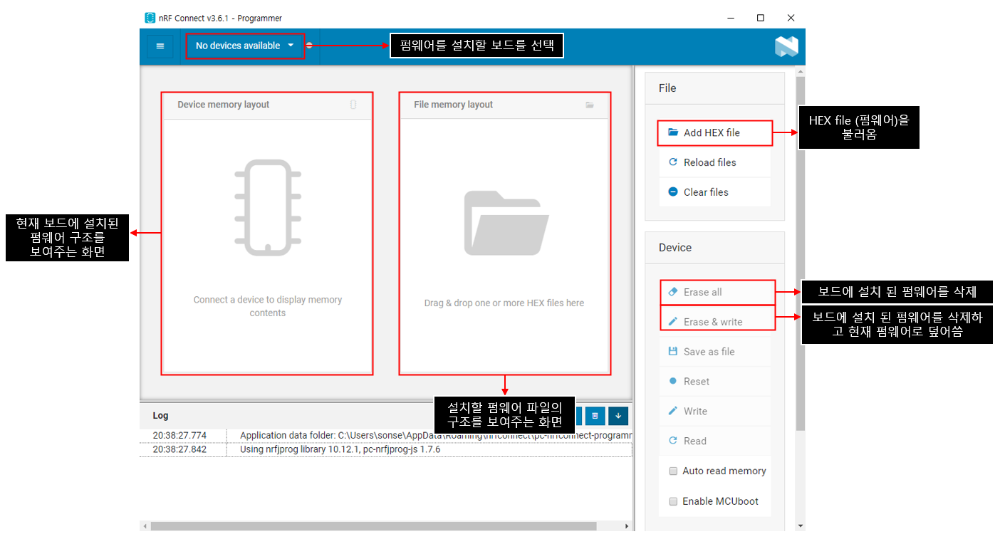 nRF Connect v3.6.1 - Programmer
No devices available
펌웨어를 설치할 보드를 선택
Device memory layout
Connect a device to display memory
contents
File memory layout
Drag & drop one or more HEX files here
현재 보드에 설치된
펌웨어 구조를
보여주는 화면
설치할 펌웨어 파일의
구조를 보여주는 화면
File
Add HEX file
HEX file (펌웨어)을
불러옴
Reload files
Clear files
Device
Erase all
보드에 설치 된 펌웨어를 삭제
Erase & write
보드에 설치 된 펌웨어를 삭제하
고 현재 펌웨어로 덮어씀
Save as file
Reset
Write
Read
Auto read memory
Enable MCUboot
Log
20:38:27.774 Application data folder: C:\Users\sonse\AppData\Roaming\nrfconnect\pc-nrfconnect-programm
20:38:27.842 Using nrfjprog library 10.12.1, pc-nrfjprog-js 1.7.6